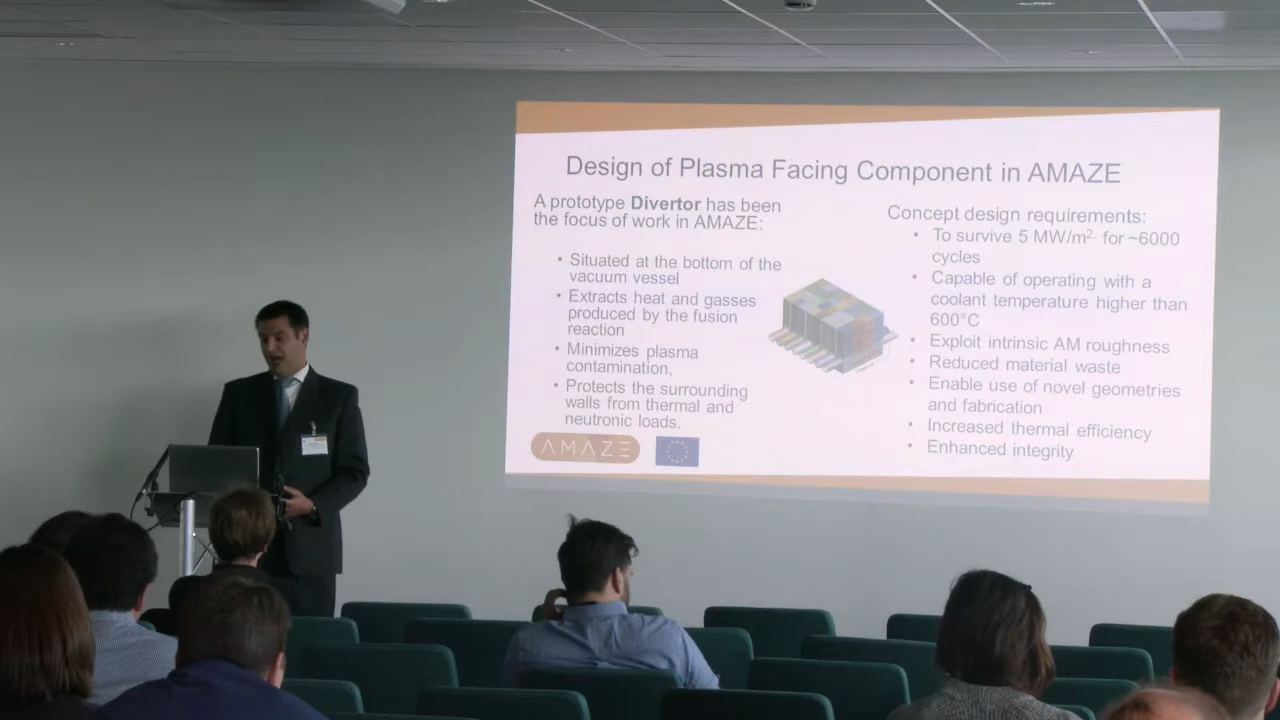 Design of Plasma Facing Component in AMAZE
A prototype Divertor has been
the focus of work in AMAZE:
• Situated at the bottom of the
vacuum vessel
• Extracts heat and gasses
produced by the fusion
reaction
• Minimizes plasma
contamination,
• Protects the surrounding
walls from thermal and
neutronic loads.
AMAZE
Concept design requirements:
• To survive 5 MW/m2. for ~6000
cycles
• Capable of operating with a
coolant temperature higher than
600°C
• Exploit intrinsic AM roughness
• Reduced material waste
• Enable use of novel geometries
and fabrication
• Increased thermal efficiency
• Enhanced integrity